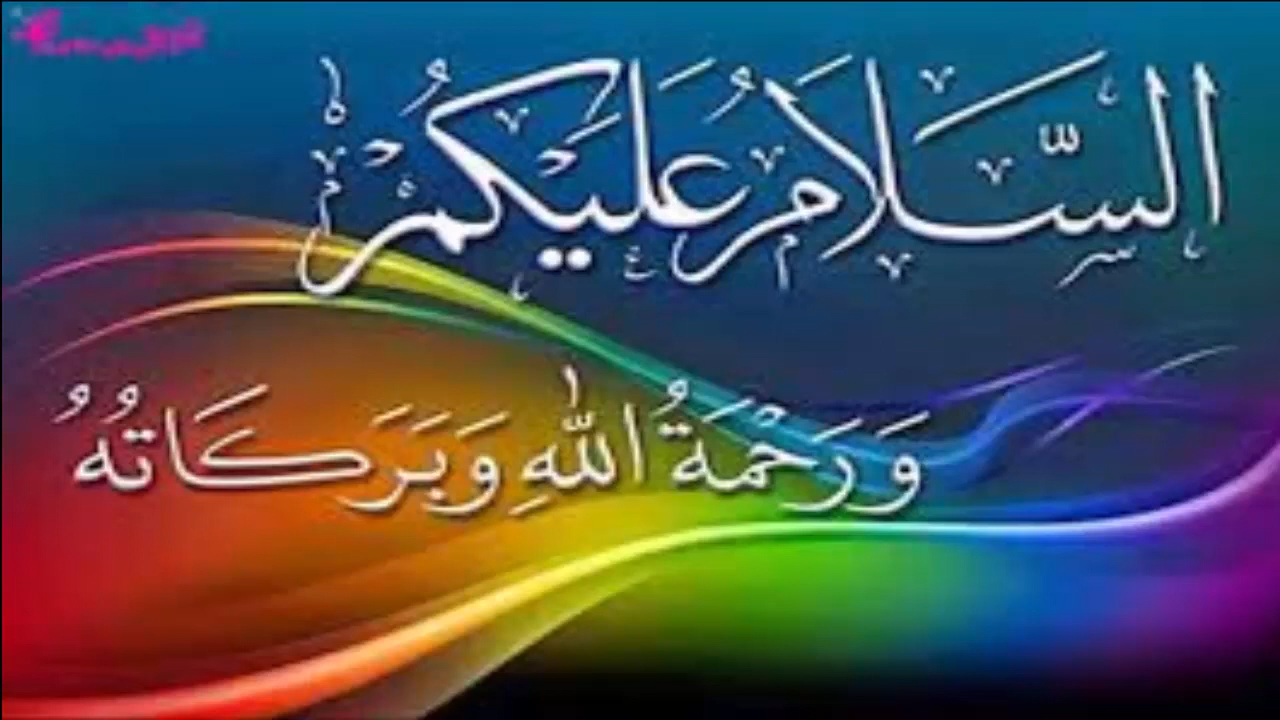 السَّلَامُ عَلَيْكُمْ
وَرَحْمَةُ اللهِ وَبَرَكَاتُهُ